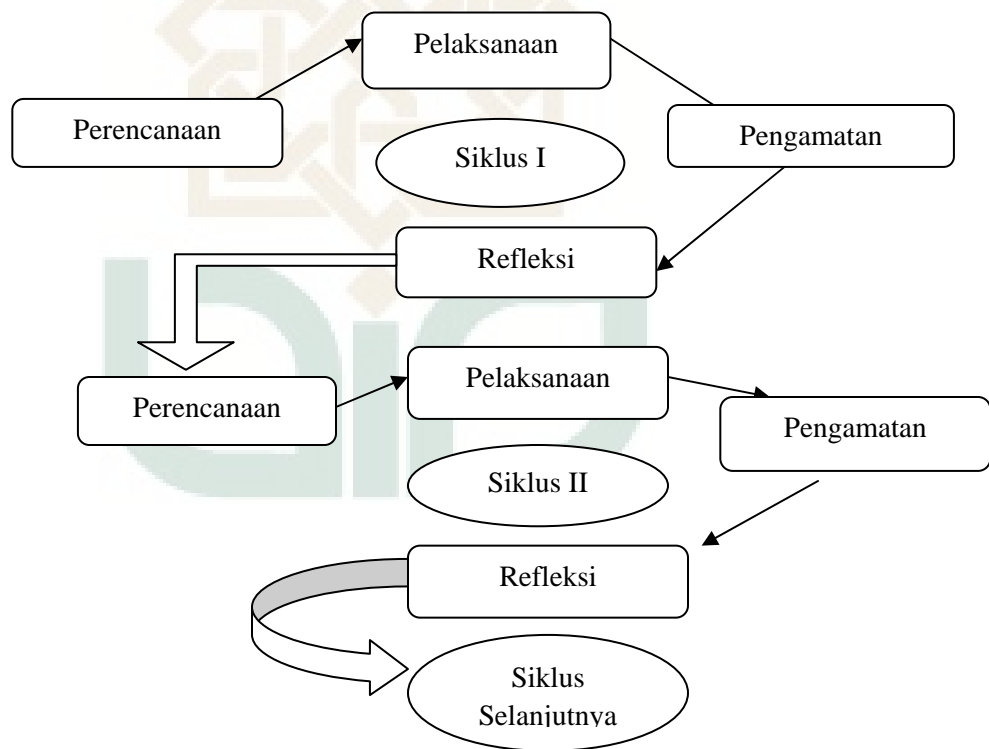 Pelaksanaan
Perencanaan
Pengamatan
Siklus I
Refleksi
Pelaksanaan
Perencanaan
Pengamatan
Siklus II
Refleksi
Siklus
Selanjutnya